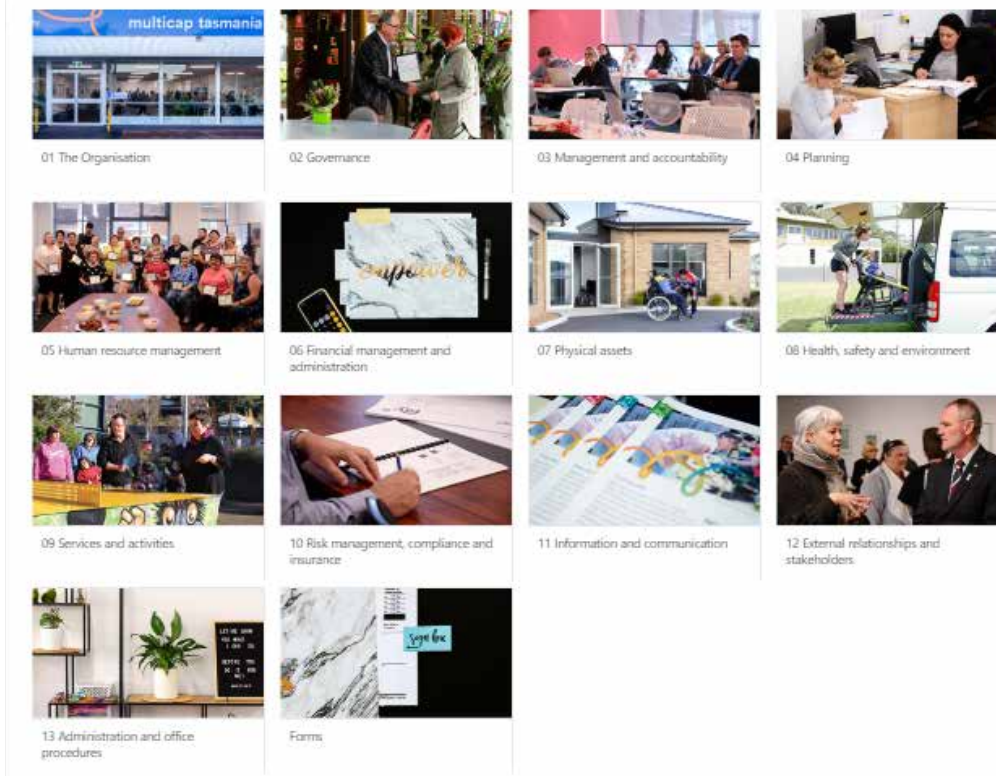 multicap tasmania
01 The Organisation
02 Governance
03 Management and accountability
04 Planning
05 Human resource management
empower
06 Financial management and
administration
07 Physical assets
08 Health, safety and environment
09 Services and activities
10 Risk management, compliance and
insurance
11 Information and communication
12 External relationships and
stakeholders
13 Administration and office
procedures
sign here
Forms